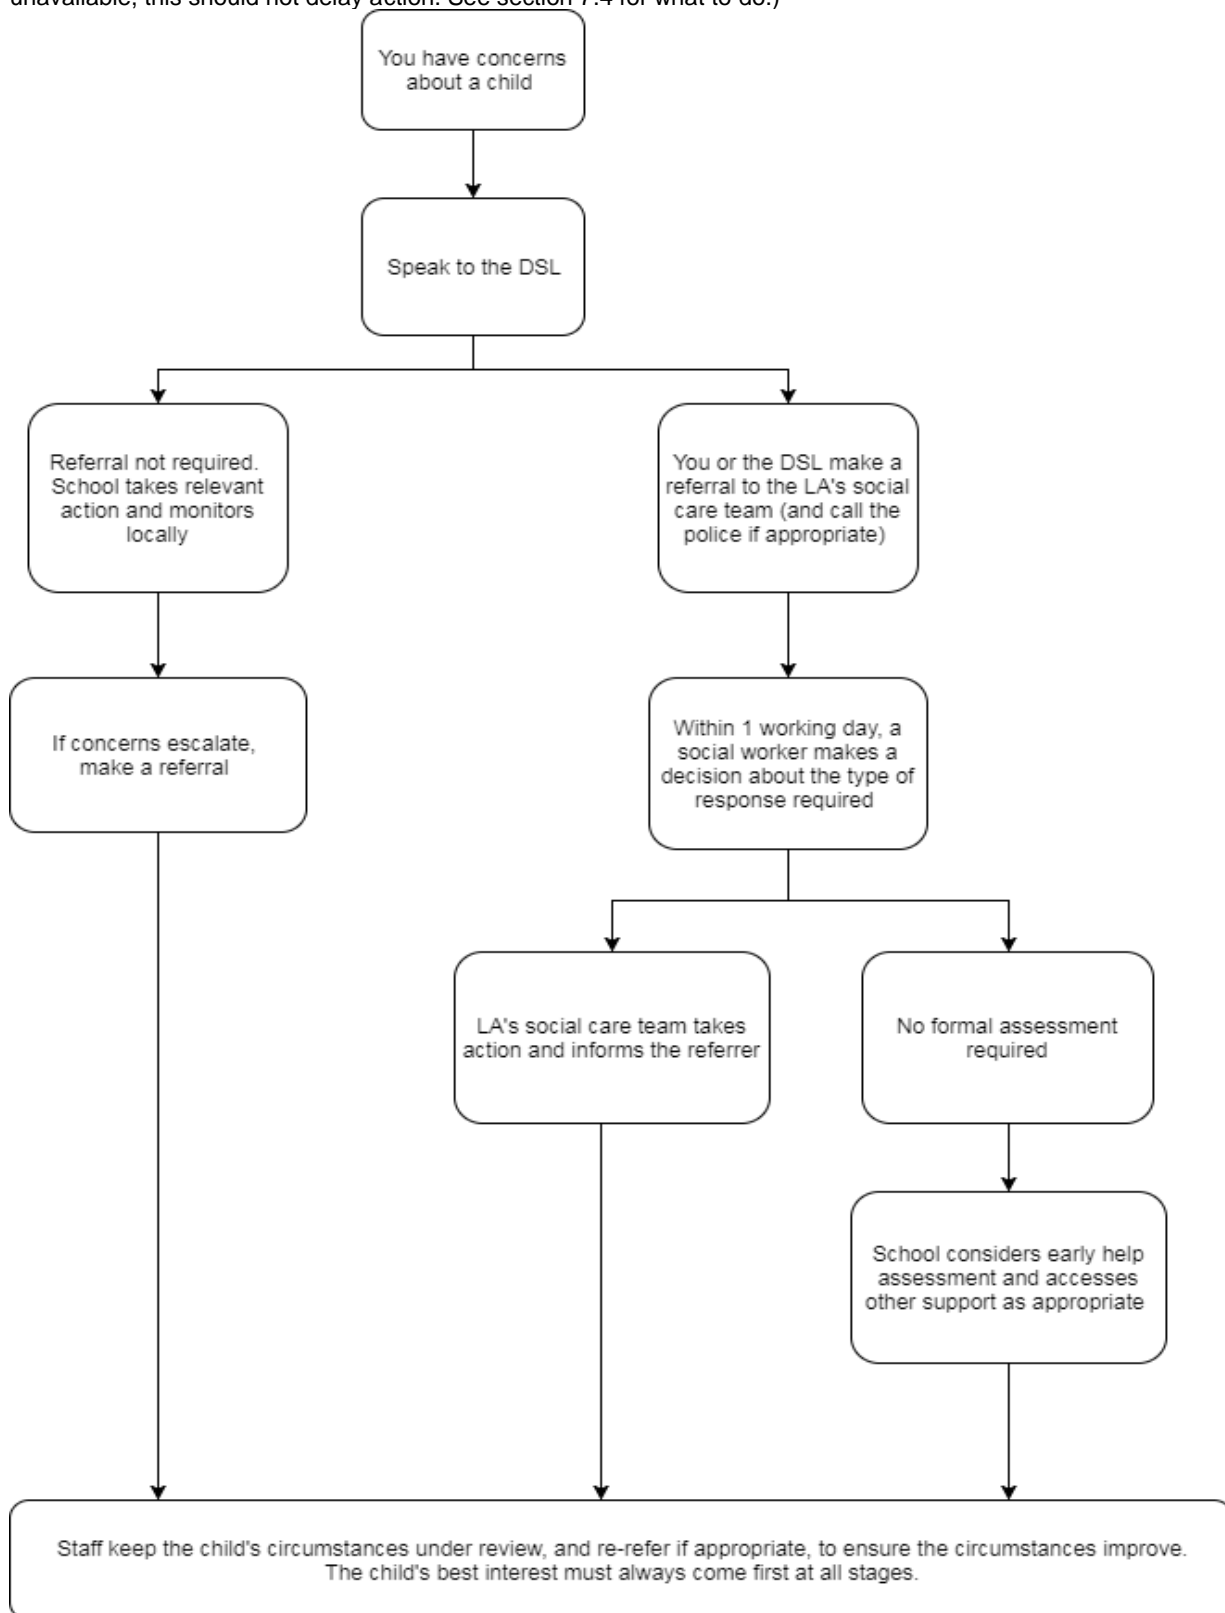 unavailable, this should not delay action. See section 7.4 for what to do.)
You have concerns
about a child
Speak to the DSL
Referral not required.
School takes relevant
action and monitors
locally
You or the DSL make a
referral to the LA's social
care team (and call the
police if appropriate)
If concerns escalate,
make a referral
Within 1 working day, a
social worker makes a
decision about the type of
response required
LA's social care team takes
action and informs the referrer
No formal assessment
required
School considers early help
assessment and accesses
other support as appropriate
Staff keep the child's circumstances under review, and re-refer if appropriate, to ensure the circumstances improve.
The child's best interest must always come first at all stages.